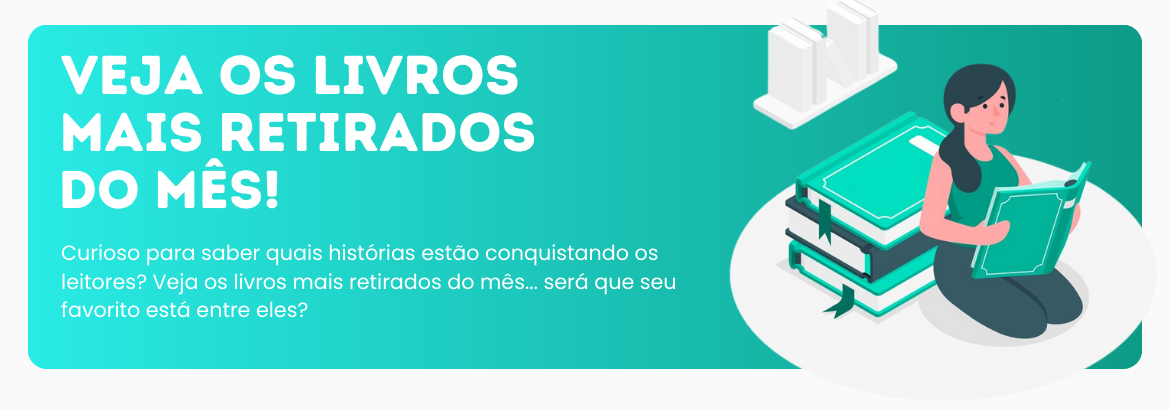 VEJA OS LIVROS
MAIS RETIRADOS
DO MÊS!
Curioso para saber quais histórias estão conquistando os
leitores? Veja os livros mais retirados do mês... será que seu
favorito está entre eles?